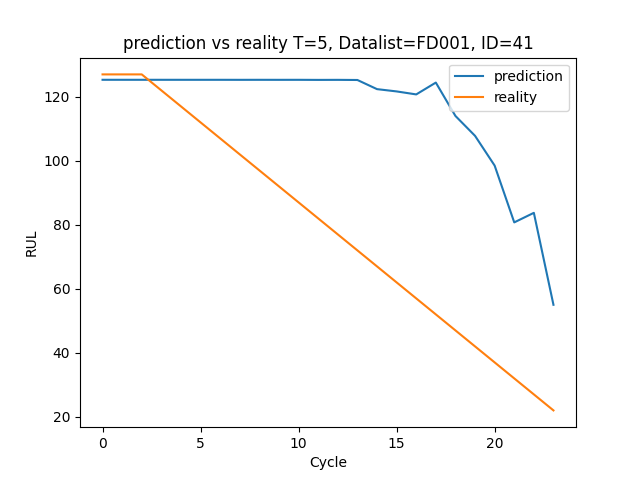 prediction vs reality T=5, Datalist=FD001, ID=41
prediction
reality
RUL
120
100
80
60
40
20
0 5 10 15 20
Cycle